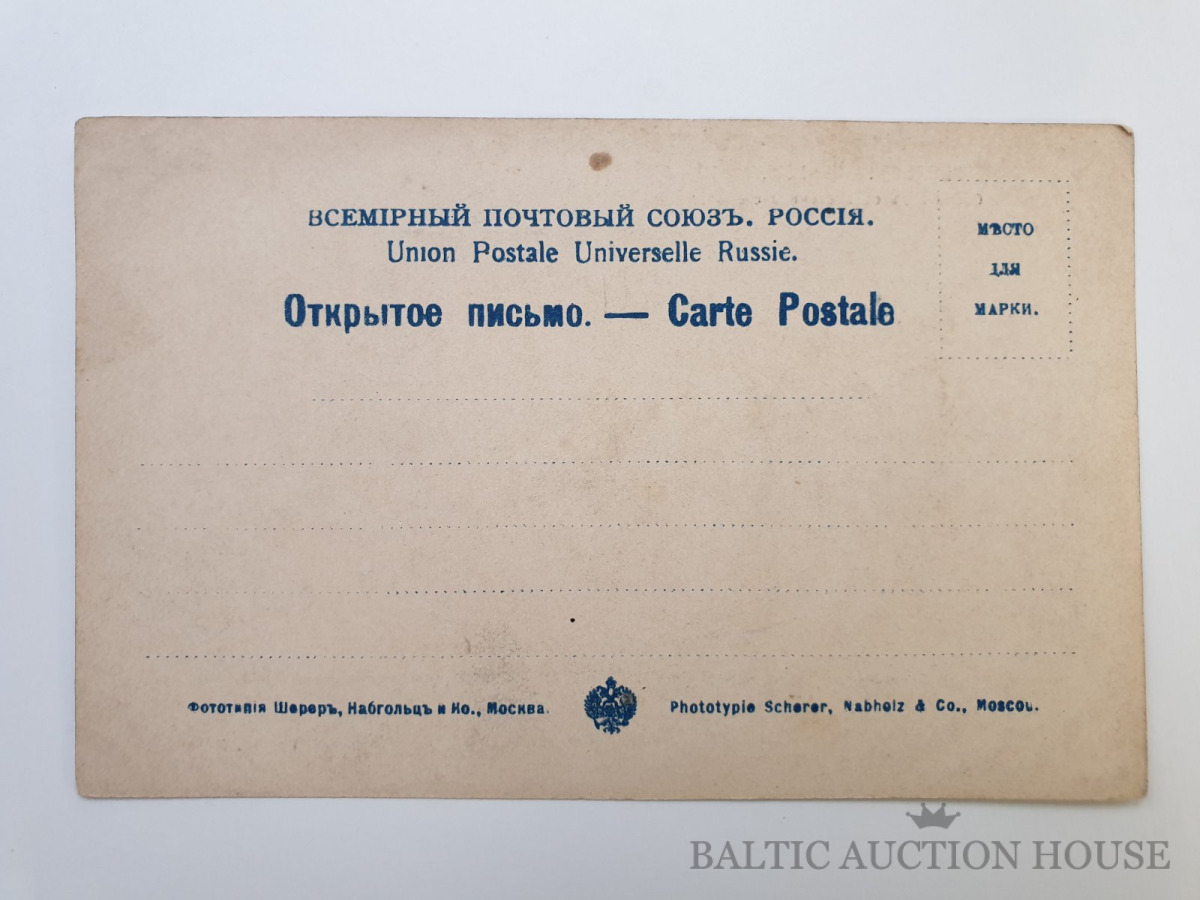 ВСЕМІРНЫЙ ПОЧТОВЫЙ СОЮЗЪ. РОССІЯ.
Union Postale Universelle Russie.
Открытое письмо. — Carte Postale
МѢСТО
ДЛЯ
МАРКИ.
Фототипія Шереръ, Набгольцъ и Ко., Москва.
Phototypie Scherer, Nabholz & Co., Moscou.
BALTIC AUCTION HOUSE